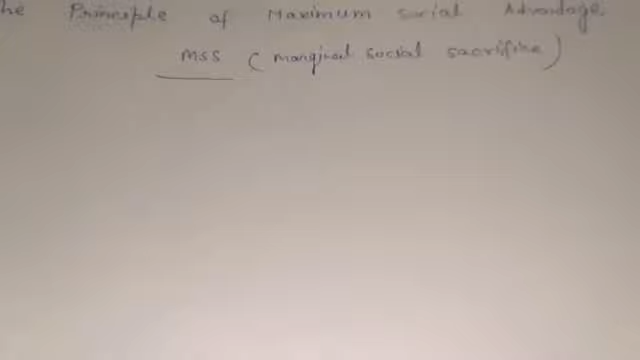 he Principle of Maximum social Advantage
MSS (marginal social sacrifice)